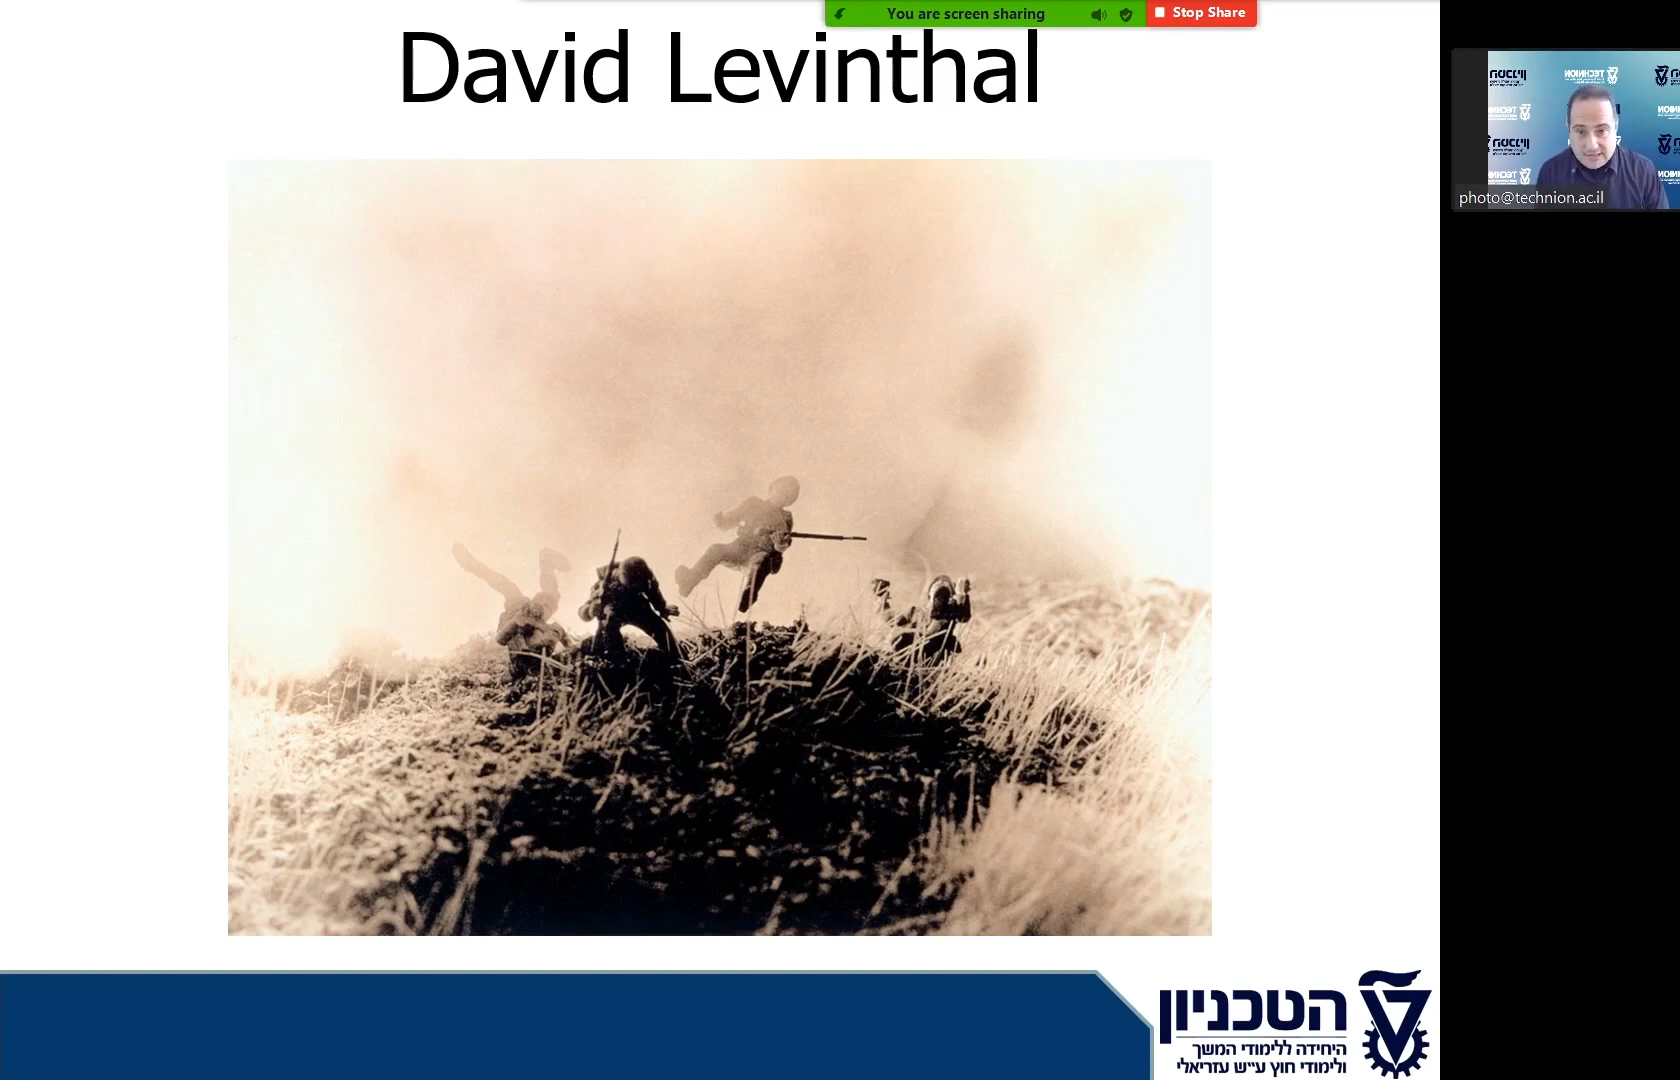 You are screen sharing
Stop Share
David Levinthal
photo@technion.ac.il
הטכניון
היחידה ללימודי המשך
ולימודי חוץ ע״ש עזריאלי